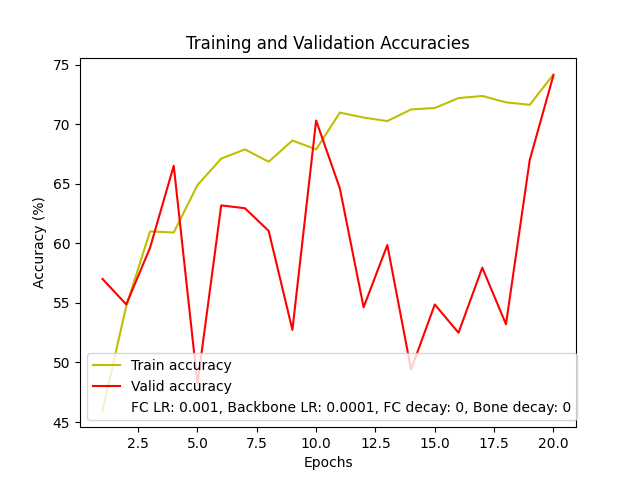 Training and Validation Accuracies
75
70
65
60
55
50
45
Accuracy (%)
Train accuracy
Valid accuracy
FC LR: 0.001, Backbone LR: 0.0001, FC decay: 0, Bone decay: 0
2.5 5.0 7.5 10.0 12.5 15.0 17.5 20.0
Epochs